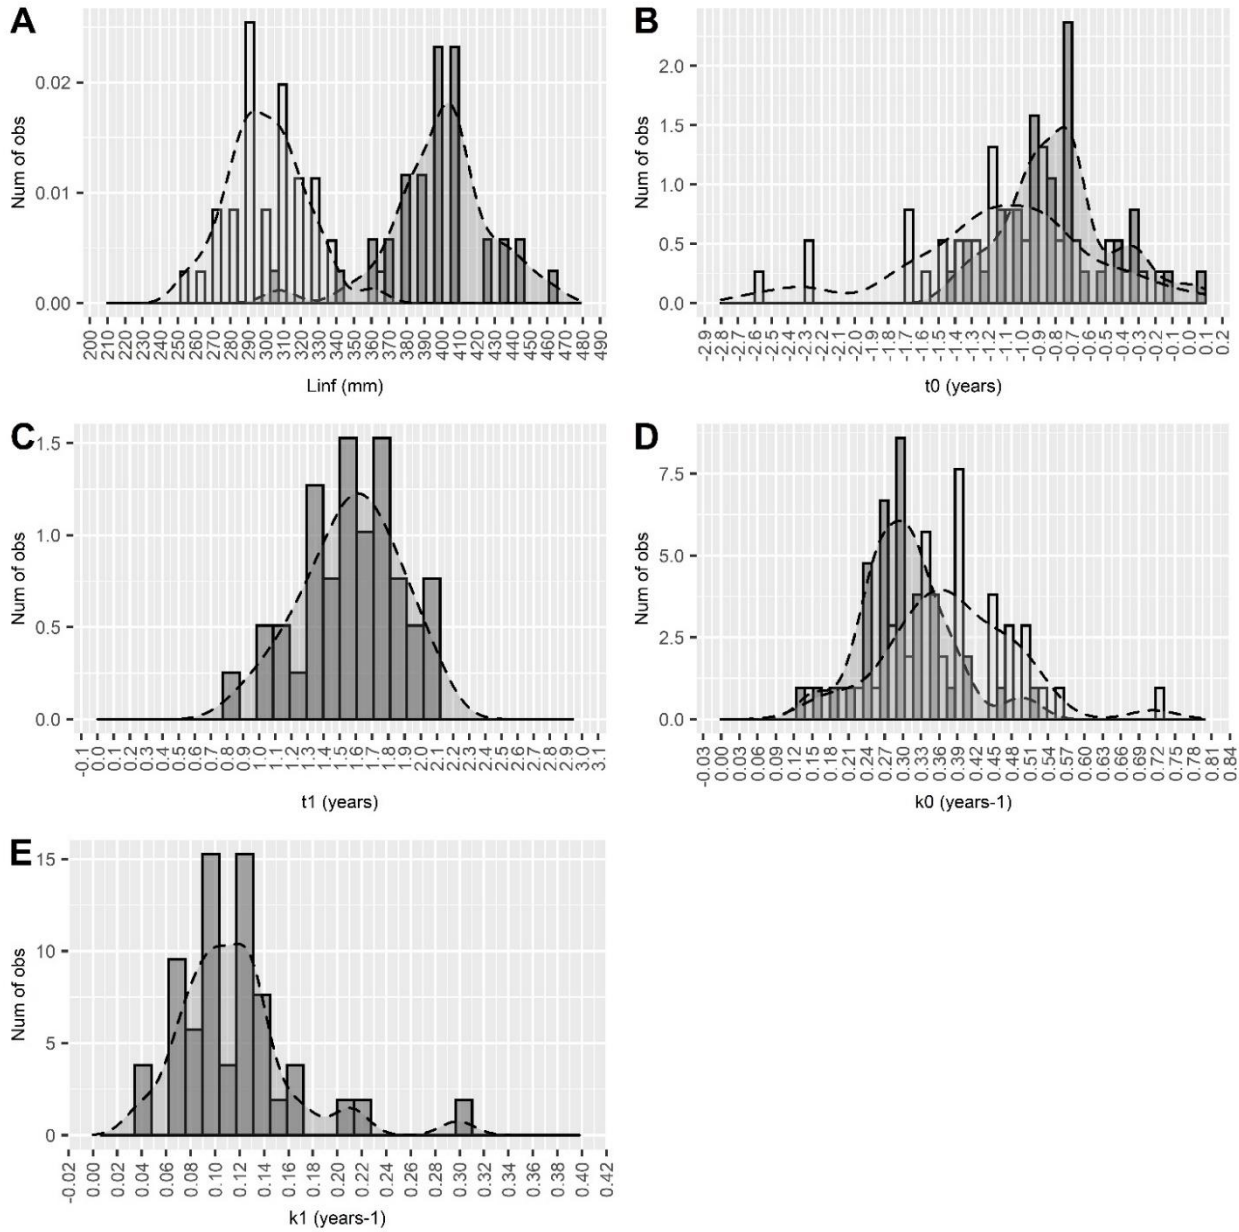 A
Num of obs
0.02
0.01
0.00
200 210 220 230 240 250 260 270 280 290 300 310 320 330 340 350 360 370 380 390 400 410 420 430 440 450 460 470 480 490
Linf (mm)
B
Num of obs
2.0
1.5
1.0
0.5
0.0
-2.9 -2.8 -2.7 -2.6 -2.5 -2.4 -2.3 -2.2 -2.1 -2.0 -1.9 -1.8 -1.7 -1.6 -1.5 -1.4 -1.3 -1.2 -1.1 -1.0 -0.9 -0.8 -0.7 -0.6 -0.5 -0.4 -0.3 -0.2 -0.1 0.0 0.1 0.2
t0 (years)
C
Num of obs
1.5
1.0
0.5
0.0
-0.1 -0.0 0.1 0.2 0.3 0.4 0.5 0.6 0.7 0.8 0.9 1.0 1.1 1.2 1.3 1.4 1.5 1.6 1.7 1.8 1.9 2.0 2.1 2.2 2.3 2.4 2.5 2.6 2.7 2.8 2.9 3.0 3.1
t1 (years)
D
Num of obs
7.5
5.0
2.5
0.0
-0.03 0.00 0.03 0.06 0.09 0.12 0.15 0.18 0.21 0.24 0.27 0.30 0.33 0.36 0.39 0.42 0.45 0.48 0.51 0.54 0.57 0.60 0.63 0.66 0.69 0.72 0.75 0.78 0.81 0.84
k0 (years-1)
E
Num of obs
15
10
5
0
-0.02 0.00 0.02 0.04 0.06 0.08 0.10 0.12 0.14 0.16 0.18 0.20 0.22 0.24 0.26 0.28 0.30 0.32 0.34 0.36 0.38 0.40 0.42
k1 (years-1)